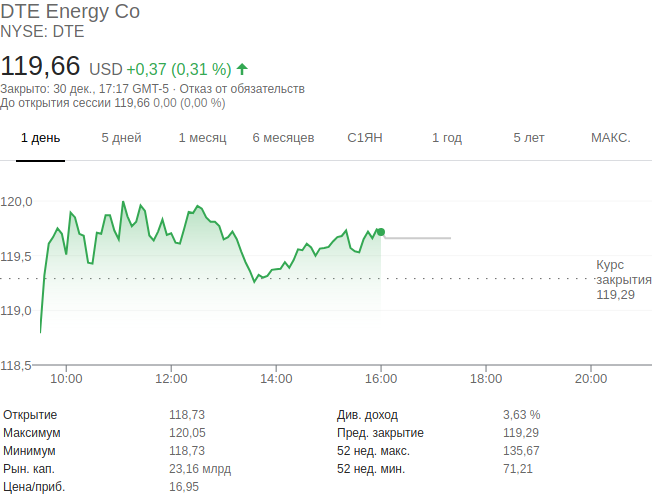 DTE Energy Co
NYSE: DTE
119,66 USD +0,37 (0,31 %)
Закрыто: 30 дек., 17:17 GMT-5 · Отказ от обязательств
До открытия сессии 119,66 0,00 (0,00 %)
1 день 5 дней 1 месяц 6 месяцев С1ЯН 1 год 5 лет МАКС.
120,0
119,5
Курс
закрытия
119,29
119,0
118,5
10:00 12:00 14:00 16:00 18:00 20:00
Открытие 118,73 Див. доход 3,63 %
Максимум 120,05 Пред. закрытие 119,29
Минимум 118,73 52 нед. макс. 135,67
Рын. кап. 23,16 млрд 52 нед. мин. 71,21
Цена/приб. 16,95